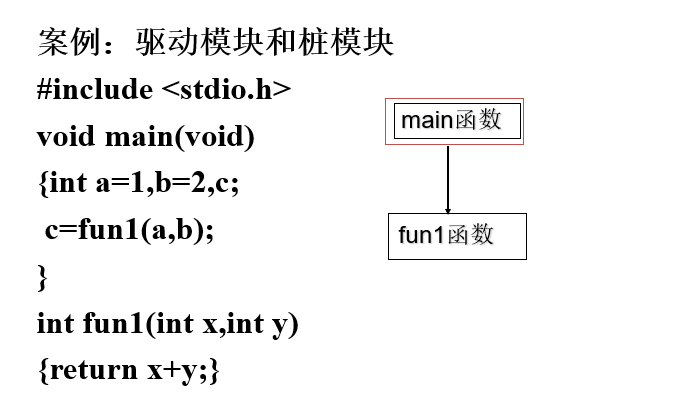 案例：驱动模块和桩模块
#include <stdio.h>
void main(void)
{int a=1,b=2,c;
c=fun1(a,b);
}
int fun1(int x,int y)
{return x+y;}
main函数
fun1函数